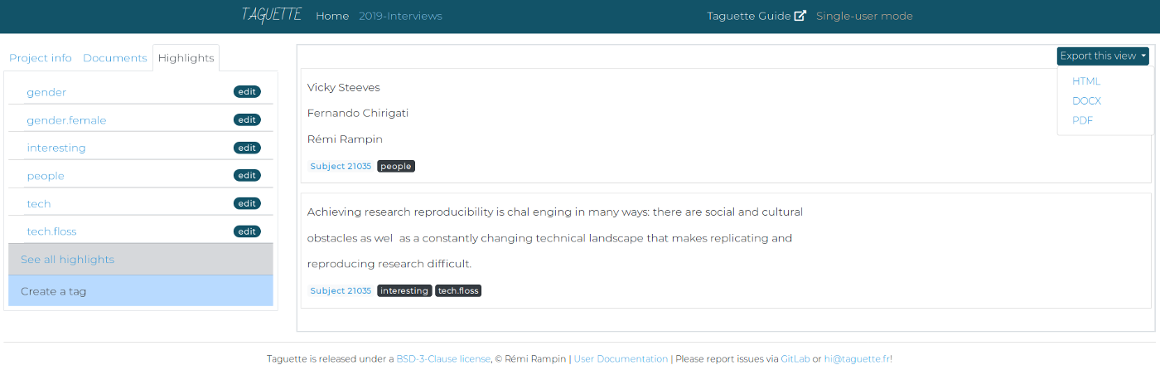 TAGUETTE Home 2019-Interviews Taguette Guide Single-user mode
Project info Documents Highlights
gender edit
gender.female edit
interesting edit
people edit
tech edit
tech.floss edit
See all highlights
Create a tag
Export this view
HTML
DOCX
PDF
Vicky Steeves
Fernando Chirigati
Rémi Rampin
Subject 21035 people
Achieving research reproducibility is chal enging in many ways: there are social and cultural
obstacles as wel  as a constantly changing technical landscape that makes replicating and
reproducing research difficult.
Subject 21035 interesting tech.floss
Taguette is released under a BSD-3-Clause license, © Rémi Rampin | User Documentation | Please report issues via GitLab or hi@taguette.fr!